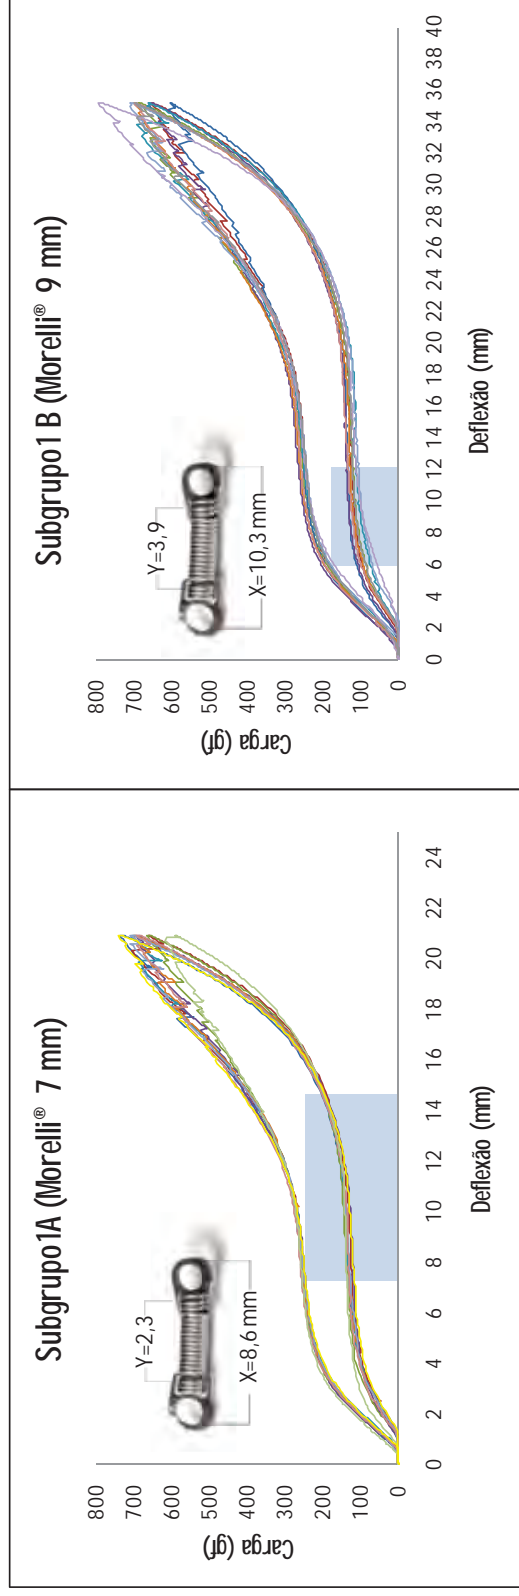 Subgrupo1A (Morelli® 7 mm)
Y=2,3
X=8,6 mm
Carga (gf)
800
700
600
500
400
300
200
100
0
0 2 4 6 8 10 12 14 16 18 20 22 24
Deflexão (mm)
Subgrupo1 B (Morelli® 9 mm)
Y=3,9
X=10,3 mm
Carga (gf)
800
700
600
500
400
300
200
100
0
0 2 4 6 8 10 12 14 16 18 20 22 24 26 28 30 32 34 36 38 40
Deflexão (mm)